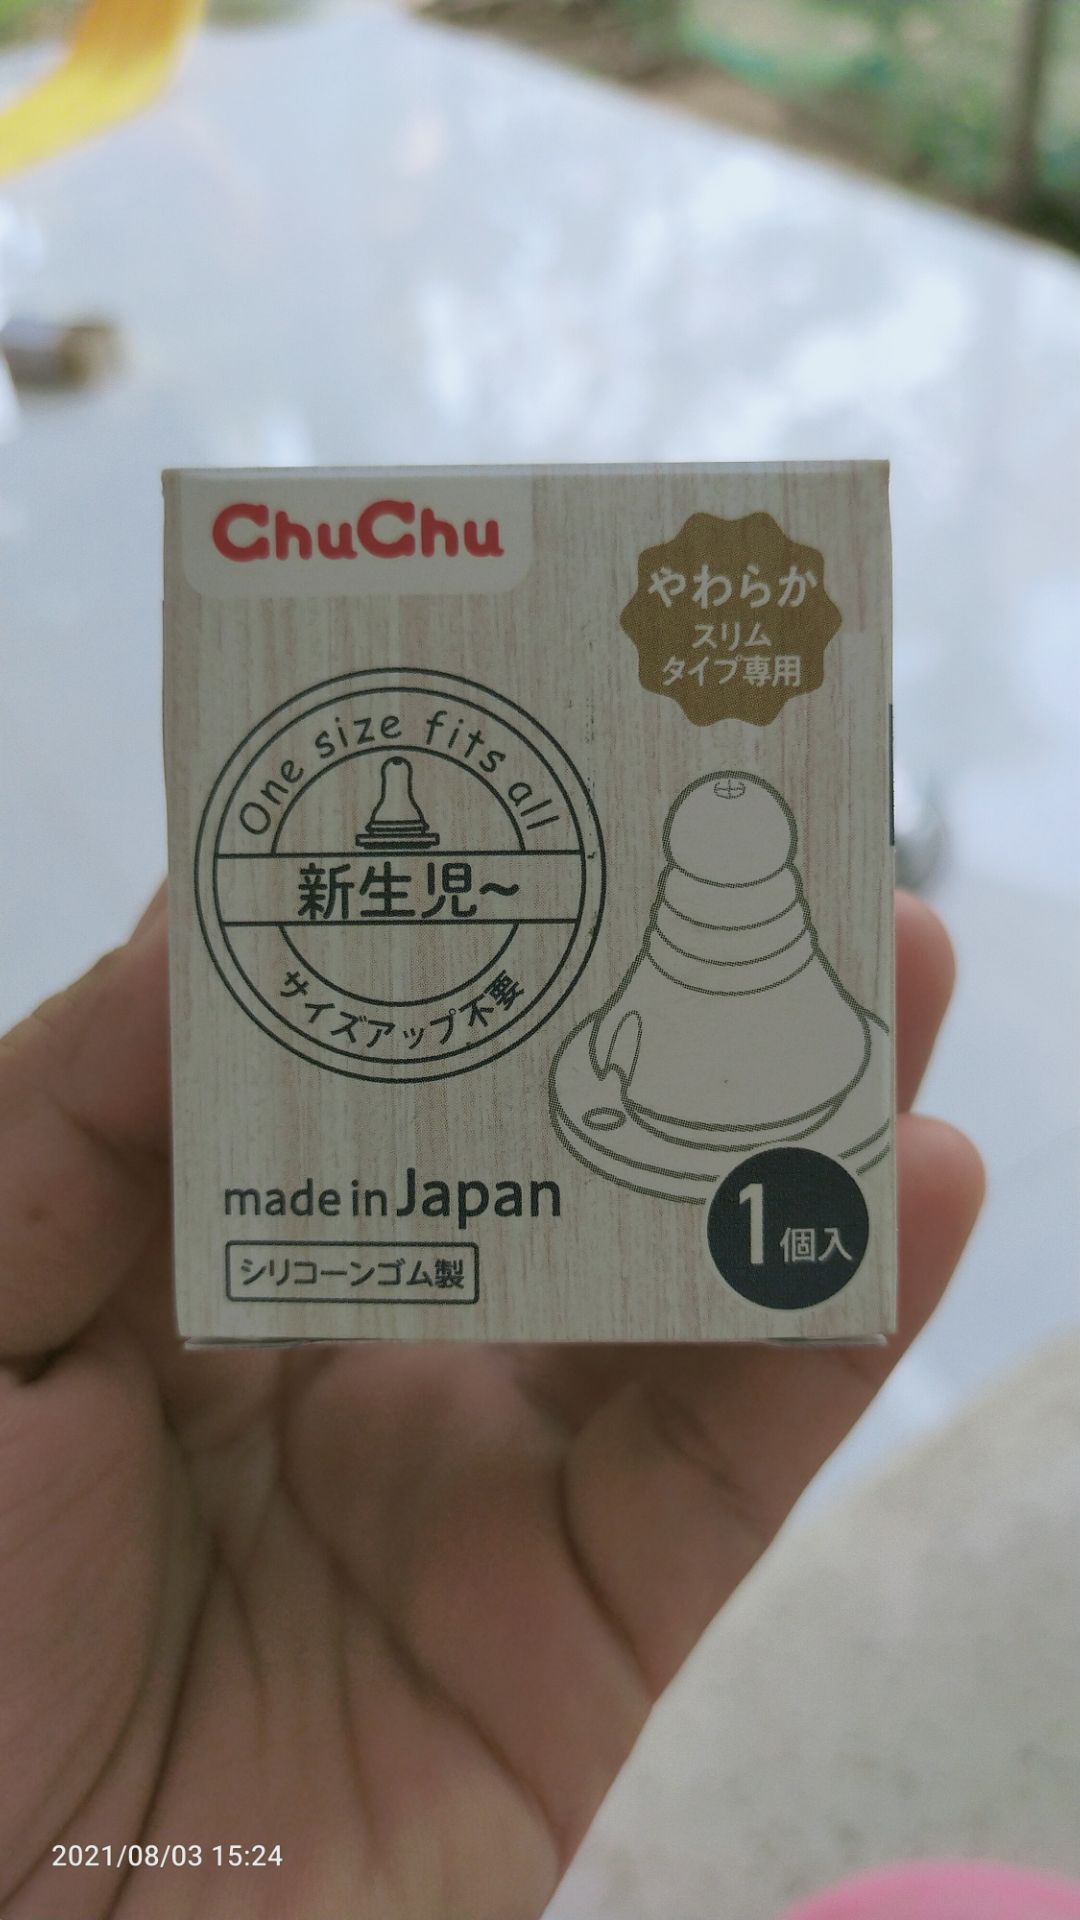 ChuChu
やわらか
スリム
タイプ専用
One size fits all
新生児~
サイズアップ不要
made in Japan
シリコーンゴム製
1個入
2021/08/03 15:24